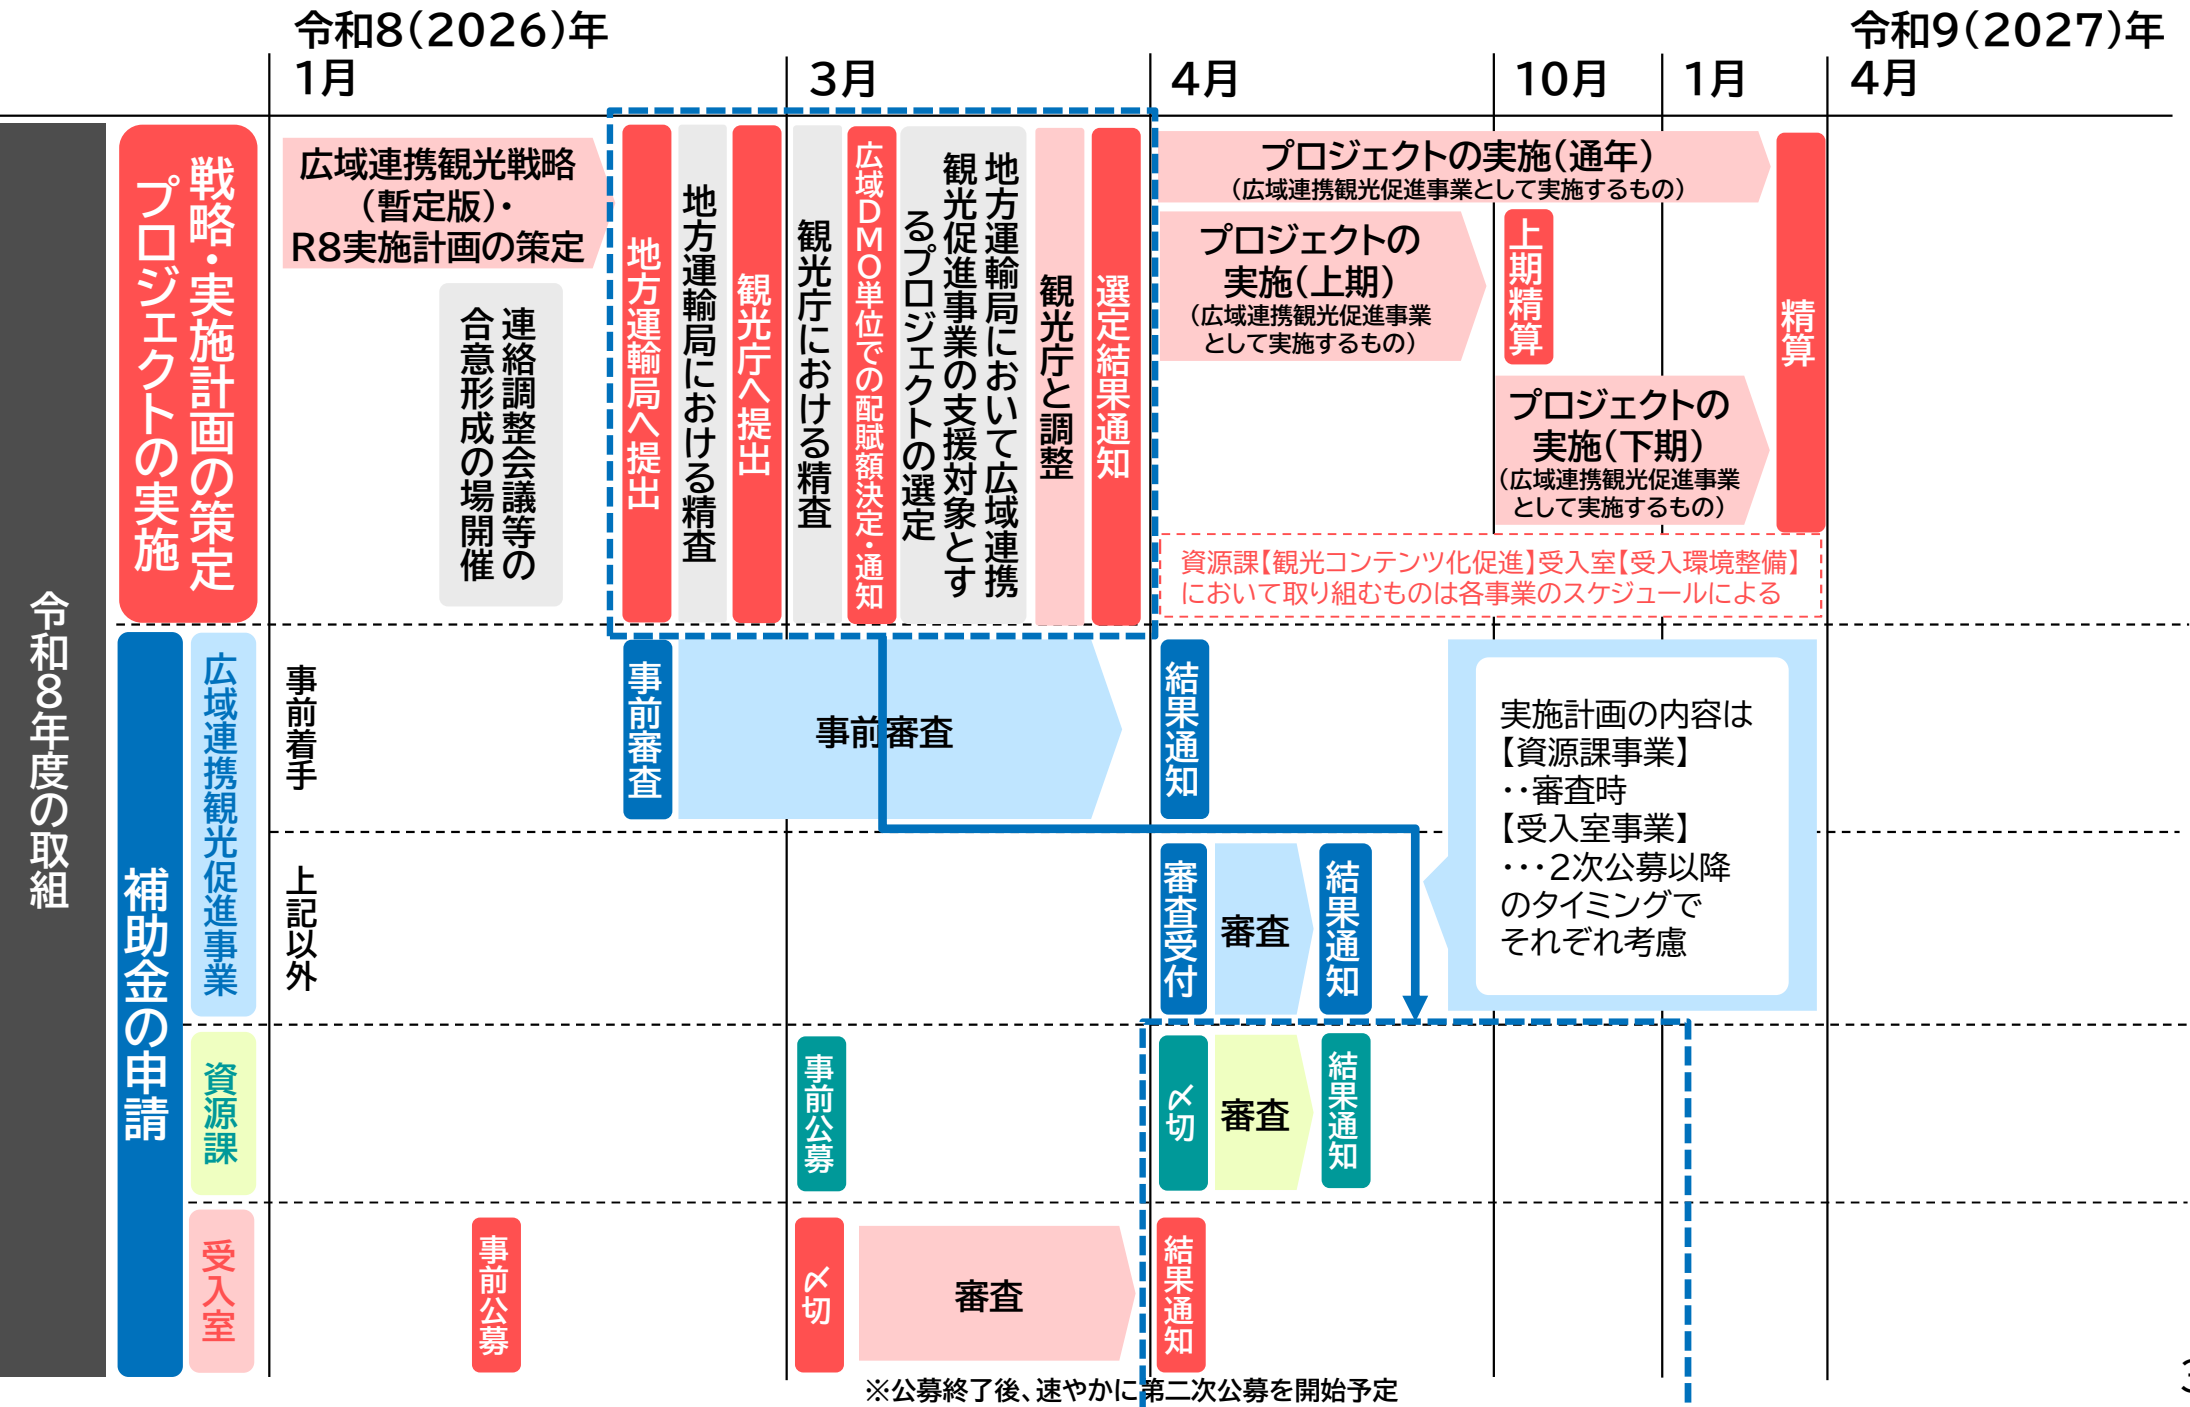 令和8(2026)年
令和9(2027)年
1月
3月
4月
10月
1月
4月
令和8年度の取組
戦略・実施計画の策定
プロジェクトの実施
広域連携観光戦略
(暫定版)・
R8実施計画の策定
連絡調整会議等の
合意形成の場開催
地方運輸局へ提出
地方運輸局における精査
観光庁へ提出
観光庁における精査
広域DMO単位での配賦額決定・通知
地方運輸局において広域連携
観光促進事業の支援対象とす
るプロジェクトの選定
観光庁と調整
選定結果通知
プロジェクトの実施(通年)
(広域連携観光促進事業として実施するもの)
プロジェクトの
実施(上期)
(広域連携観光促進事業
として実施するもの)
上期精算
プロジェクトの
実施(下期)
(広域連携観光促進事業
として実施するもの)
精算
資源課【観光コンテンツ化促進】受入室【受入環境整備】
において取り組むものは各事業のスケジュールによる
補助金の申請
広域連携観光促進事業
事前着手
事前審査
事前審査
結果通知
上記以外
審査受付
審査
結果通知
実施計画の内容は
【資源課事業】
・・審査時
【受入室事業】
・・・2次公募以降
のタイミングで
それぞれ考慮
資源課
事前公募
〆切
審査
結果通知
受入室
事前公募
〆切
審査
結果通知
※公募終了後、速やかに第二次公募を開始予定